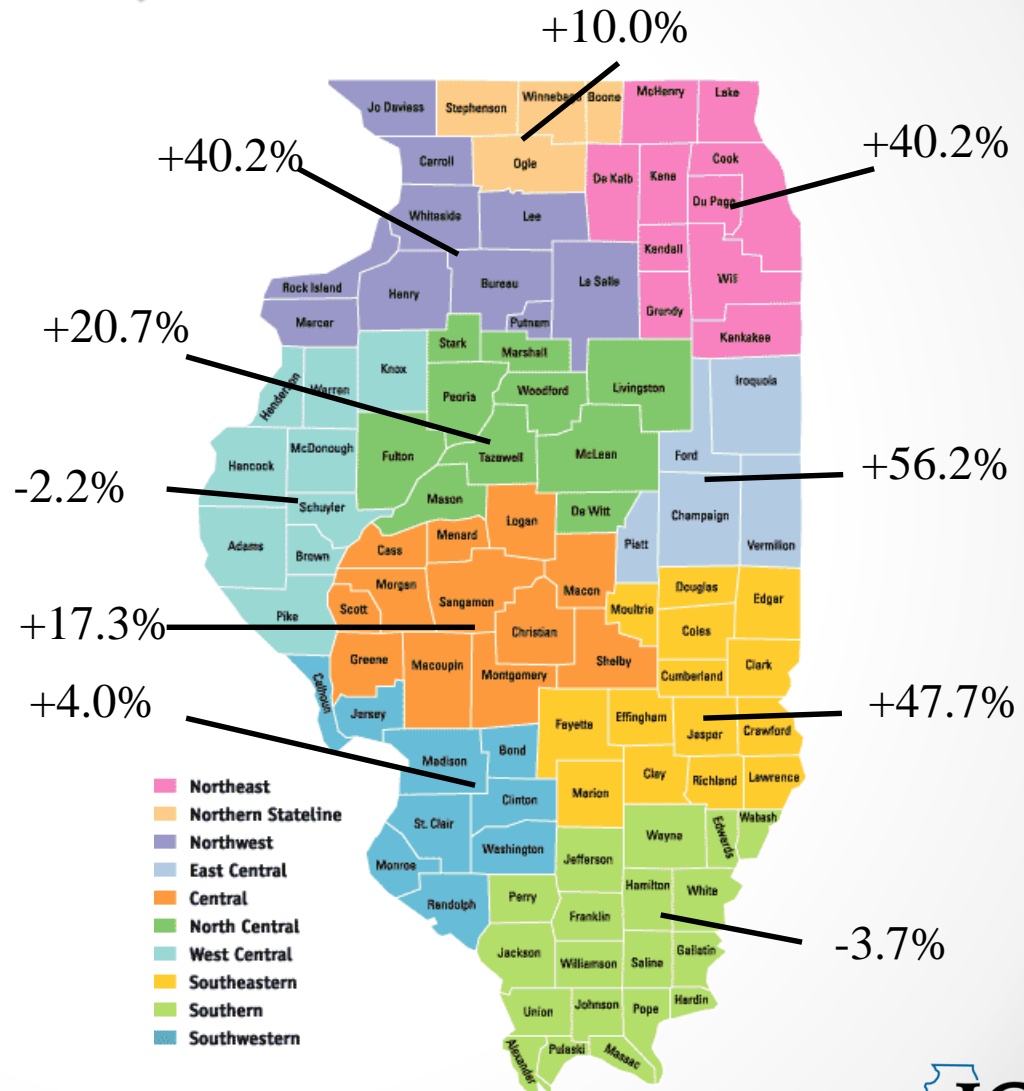 +10.0%
Jo Daviess
Stephenson
Winnebago
Boone
McHenry
Lake
+40.2%
Carroll
Ogle
De Kalb
Kane
Cook
+40.2%
Du Page
Whiteside
Lee
Kendall
Will
Rock Island
Henry
Bureau
La Salle
Mercer
Putnam
Grundy
Kankakee
+20.7%
Stark
Marshall
Knox
Henderson
Warren
Peoria
Woodford
Livingston
Iroquois
Hancock
McDonough
Fulton
Tazewell
McLean
Ford
+56.2%
-2.2%
Schuyler
Mason
Logan
De Witt
Champaign
Adams
Brown
Cass
Menard
Piatt
Vermilion
Pike
Scott
Morgan
Sangamon
Macon
Moultrie
Douglas
Edgar
+17.3%
Christian
Coles
Greene
Macoupin
Montgomery
Shelby
Cumberland
Clark
+4.0%
Calhoun
Jersey
Fayette
Effingham
Jasper
Crawford
+47.7%
Madison
Bond
Clay
Richland
Lawrence
Clinton
Marion
St. Clair
Washington
Wayne
Edwards
Wabash
Monroe
Jefferson
Randolph
Perry
Hamilton
White
Franklin
-3.7%
Jackson
Williamson
Saline
Gallatin
Union
Johnson
Pope
Hardin
Alexander
Pulaski
Massac
Northeast
Northern Stateline
Northwest
East Central
Central
North Central
West Central
Southeastern
Southern
Southwestern